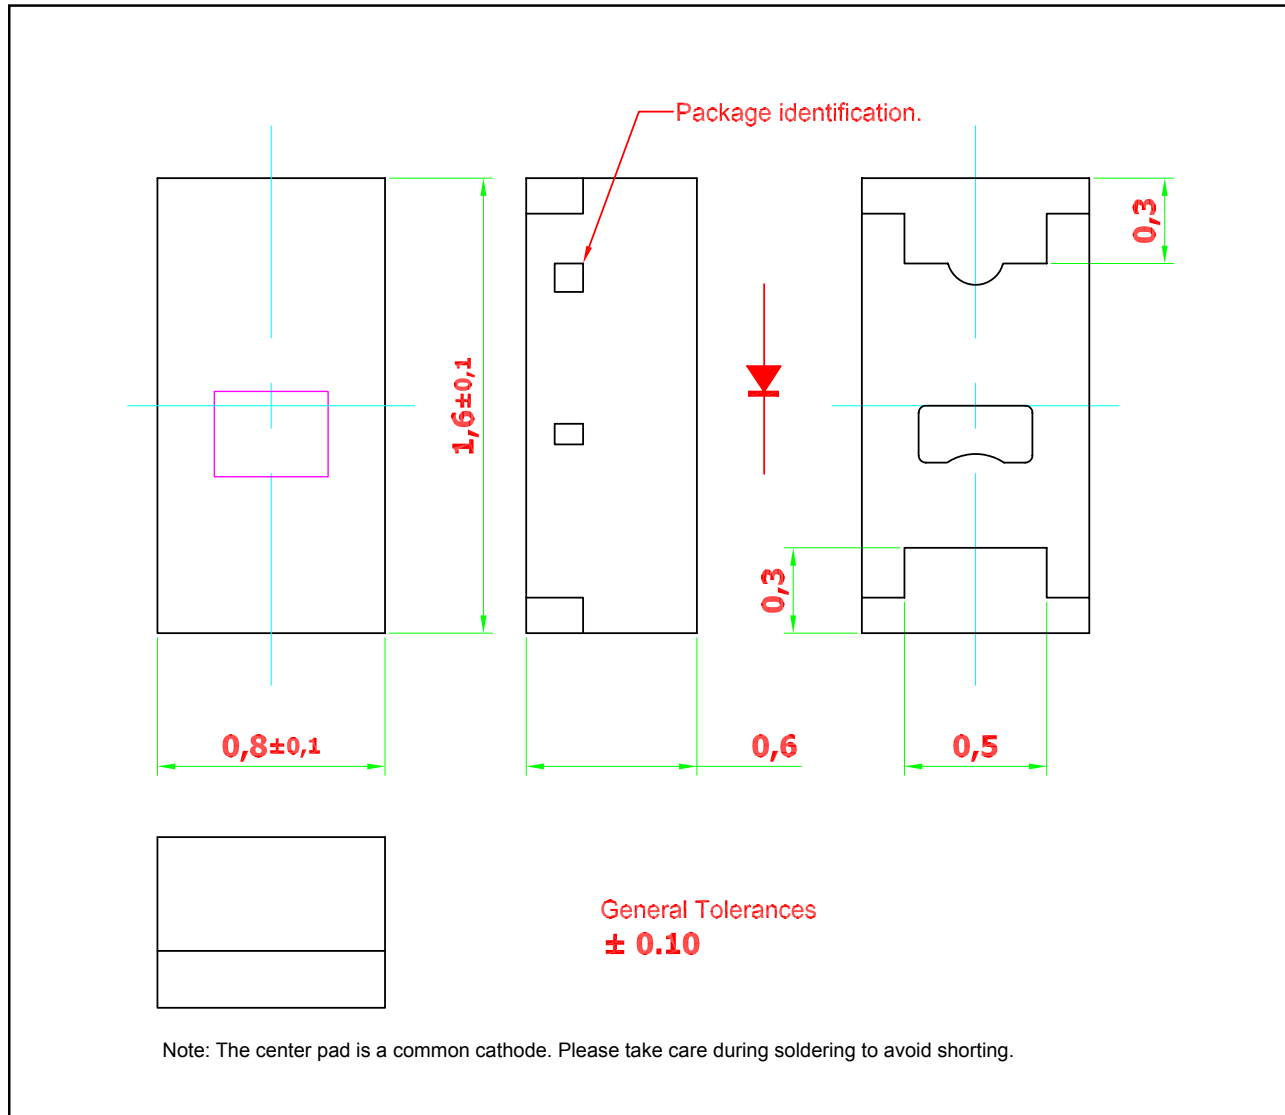 Package identification.
0,3
1,6±0,1
0,3
0,8±0,1
0,6
0,5
General Tolerances
± 0.10
Note: The center pad is a common cathode. Please take care during soldering to avoid shorting.